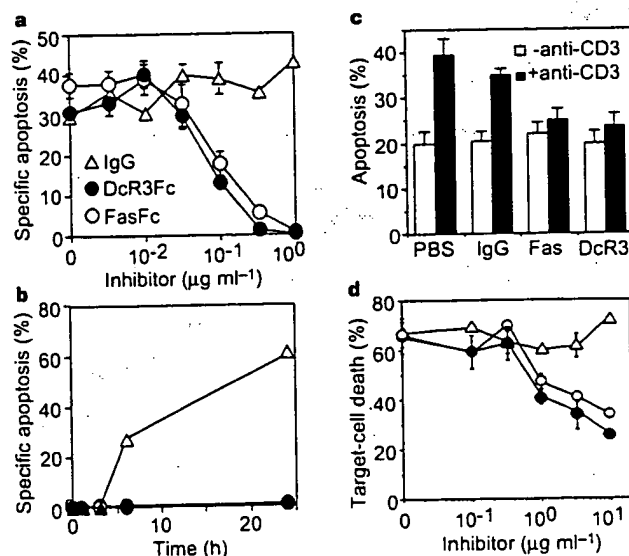 a
Specific apoptosis (%)
50
40
30
20
10
0
△ IgG
● DcR3Fc
○ FasFc
0 10⁻² 10⁻¹ 10⁰
Inhibitor (µg ml⁻¹)
b
Specific apoptosis (%)
80
60
40
20
0
0 10 20
Time (h)
c
Apoptosis (%)
40
30
20
10
0
-anti-CD3
+anti-CD3
PBS IgG Fas DcR3
d
Target-cell death (%)
80
60
40
20
0
0 10⁻¹ 10⁰ 10¹
Inhibitor (µg ml⁻¹)